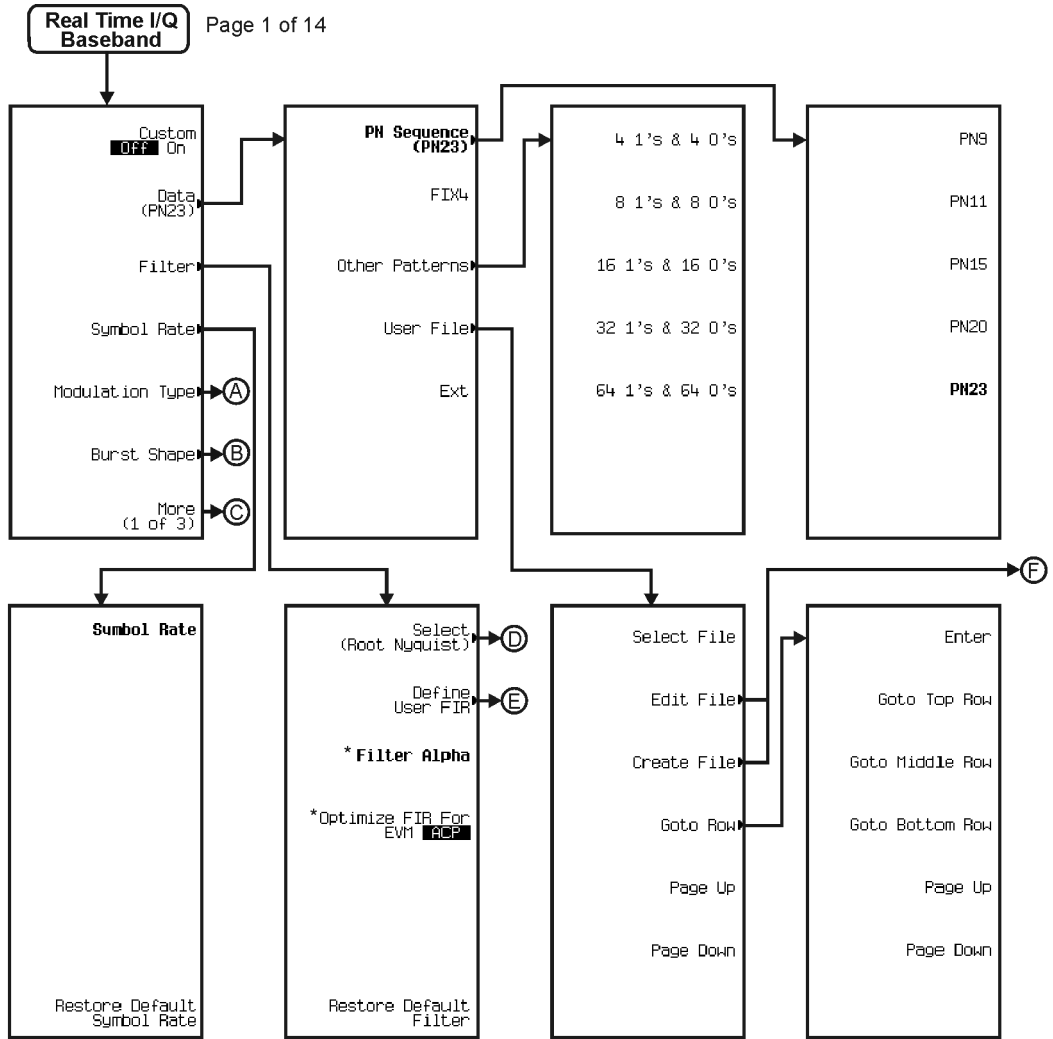 Real Time I/Q
Baseband
Page 1 of 14
Custom
Off On
Data
(PN23)
Filter
Symbol Rate
Modulation Type
A
Burst Shape
B
More
(1 of 3)
C
PN Sequence
(PN23)
FIX4
Other Patterns
User File
Ext
4 1's & 4 0's
8 1's & 8 0's
16 1's & 16 0's
32 1's & 32 0's
64 1's & 64 0's
PN9
PN11
PN15
PN20
PN23
Symbol Rate
Restore Default
Symbol Rate
Select
(Root Nyquist)
D
Define
User FIR
E
*Filter Alpha
*Optimize FIR For
EVM ACP
Restore Default
Filter
Select File
Edit File
Create File
Goto Row
Page Up
Page Down
F
Enter
Goto Top Row
Goto Middle Row
Goto Bottom Row
Page Up
Page Down